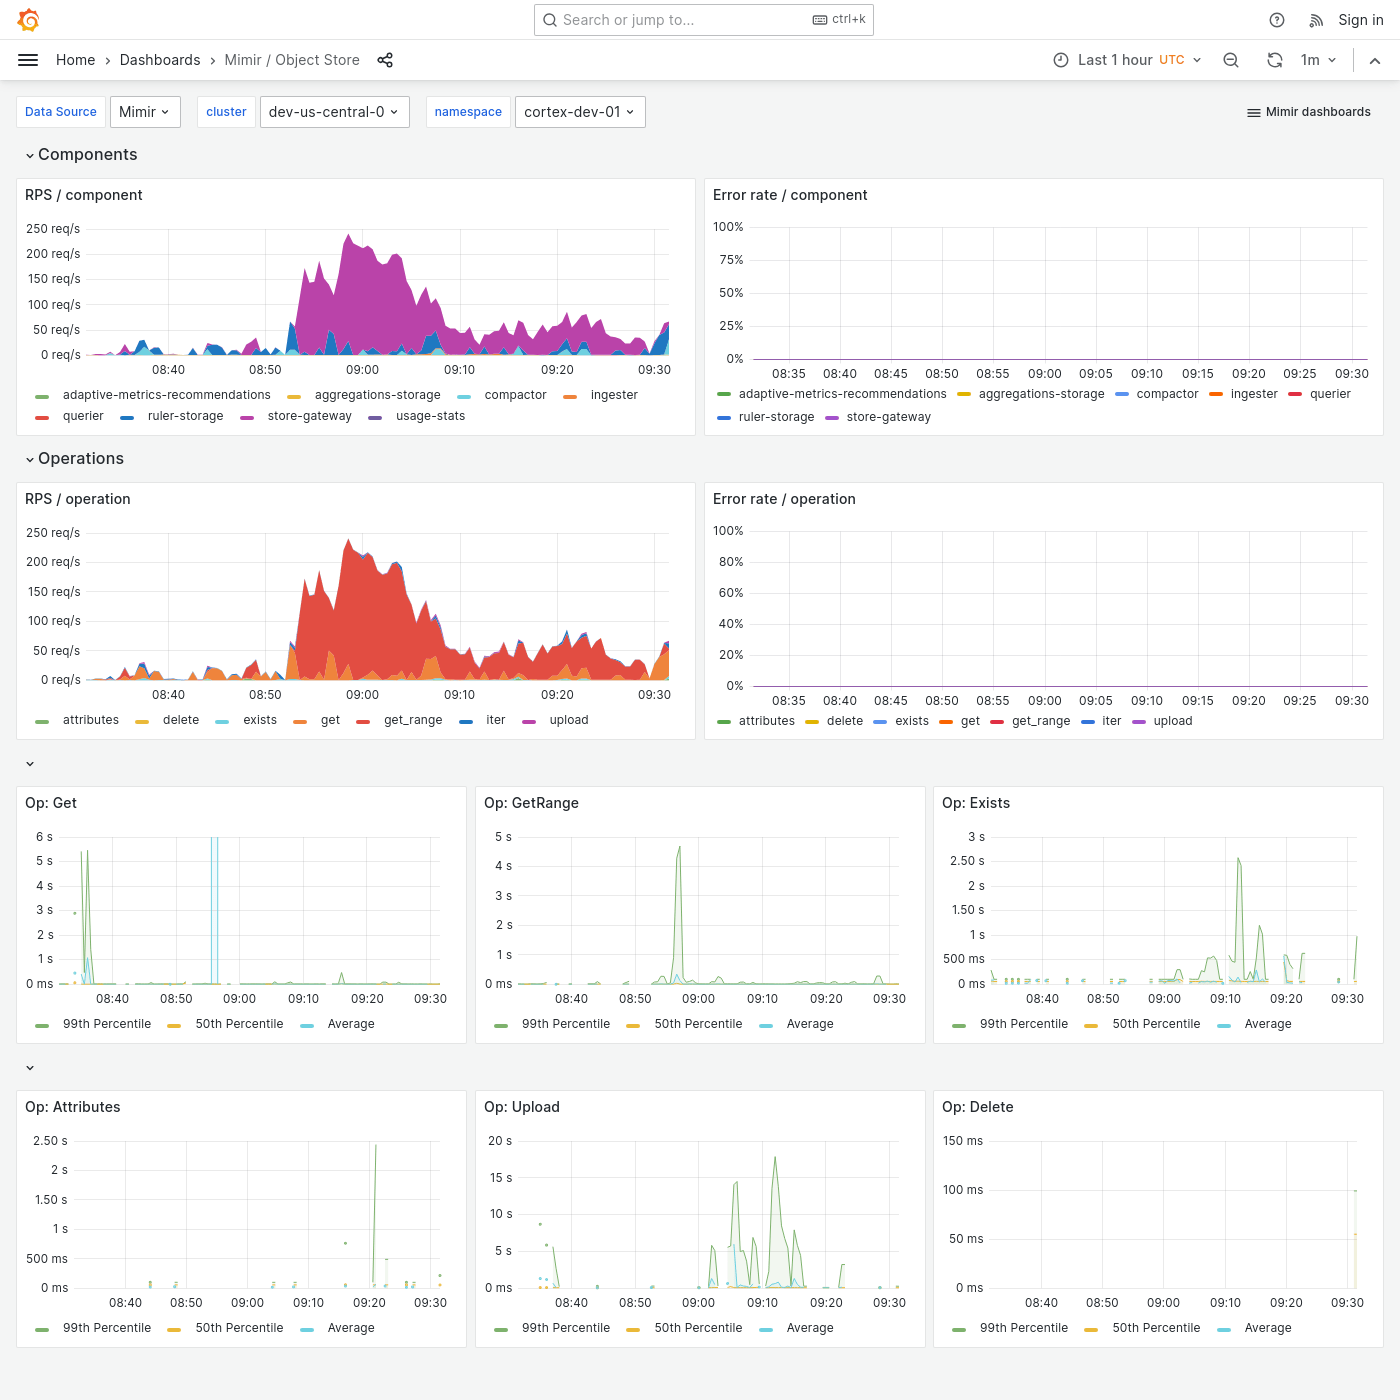 Search or jump to... ctrl+k Sign in
Home Dashboards Mimir / Object Store Last 1 hour UTC 1m
Data Source Mimir cluster dev-us-central-0 namespace cortex-dev-01 Mimir dashboards
Components
RPS / component
250 req/s
200 req/s
150 req/s
100 req/s
50 req/s
0 req/s
08:40 08:50 09:00 09:10 09:20 09:30
adaptive-metrics-recommendations aggregations-storage compactor ingester
querier ruler-storage store-gateway usage-stats
Error rate / component
100%
75%
50%
25%
0%
08:35 08:40 08:45 08:50 08:55 09:00 09:05 09:10 09:15 09:20 09:25 09:30
adaptive-metrics-recommendations aggregations-storage compactor ingester querier
ruler-storage store-gateway
Operations
RPS / operation
250 req/s
200 req/s
150 req/s
100 req/s
50 req/s
0 req/s
08:40 08:50 09:00 09:10 09:20 09:30
attributes delete exists get get_range iter upload
Error rate / operation
100%
80%
60%
40%
20%
0%
08:35 08:40 08:45 08:50 08:55 09:00 09:05 09:10 09:15 09:20 09:25 09:30
attributes delete exists get get_range iter upload
Op: Get
6 s
5 s
4 s
3 s
2 s
1 s
0 ms
08:40 08:50 09:00 09:10 09:20 09:30
99th Percentile 50th Percentile Average
Op: GetRange
5 s
4 s
3 s
2 s
1 s
0 ms
08:40 08:50 09:00 09:10 09:20 09:30
99th Percentile 50th Percentile Average
Op: Exists
3 s
2.50 s
2 s
1.50 s
1 s
500 ms
0 ms
08:40 08:50 09:00 09:10 09:20 09:30
99th Percentile 50th Percentile Average
Op: Attributes
2.50 s
2 s
1.50 s
1 s
500 ms
0 ms
08:40 08:50 09:00 09:10 09:20 09:30
99th Percentile 50th Percentile Average
Op: Upload
20 s
15 s
10 s
5 s
0 ms
08:40 08:50 09:00 09:10 09:20 09:30
99th Percentile 50th Percentile Average
Op: Delete
150 ms
100 ms
50 ms
0 ms
08:40 08:50 09:00 09:10 09:20 09:30
99th Percentile 50th Percentile Average